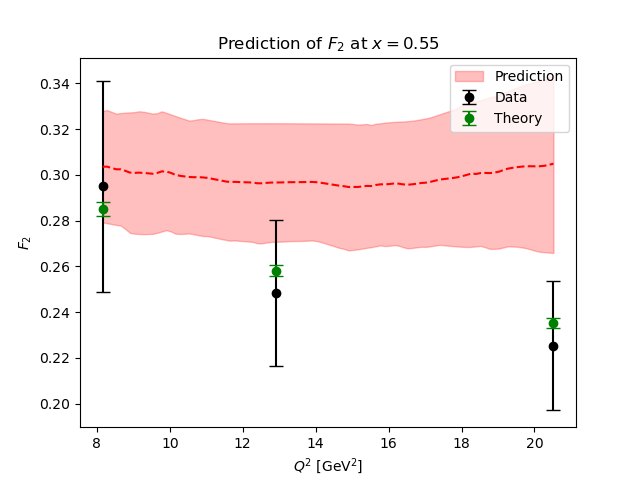 Prediction of F₂ at x = 0.55
Prediction
Data
Theory
0.34
0.32
0.30
0.28
0.26
0.24
0.22
0.20
F₂
8 10 12 14 16 18 20
Q² [GeV²]